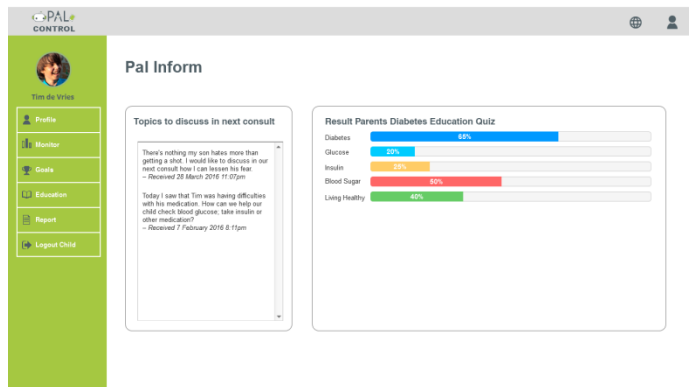 PAL
CONTROL
Tim de Vries
Profile
Monitor
Goals
Education
Report
Logout Child
Pal Inform
Topics to discuss in next consult
There's nothing my son hates more than
getting a shot. I would like to discuss in our
next consult how I can lessen his fear.
– Received 28 March 2016 11:07pm
Today I saw that Tim was having difficulties
with his medication. How can we help our
child check blood glucose; take insulin or
other medication?
– Received 7 February 2016 8:11pm
Result Parents Diabetes Education Quiz
Diabetes 65%
Glucose 20%
Insulin 25%
Blood Sugar 50%
Living Healthy 40%